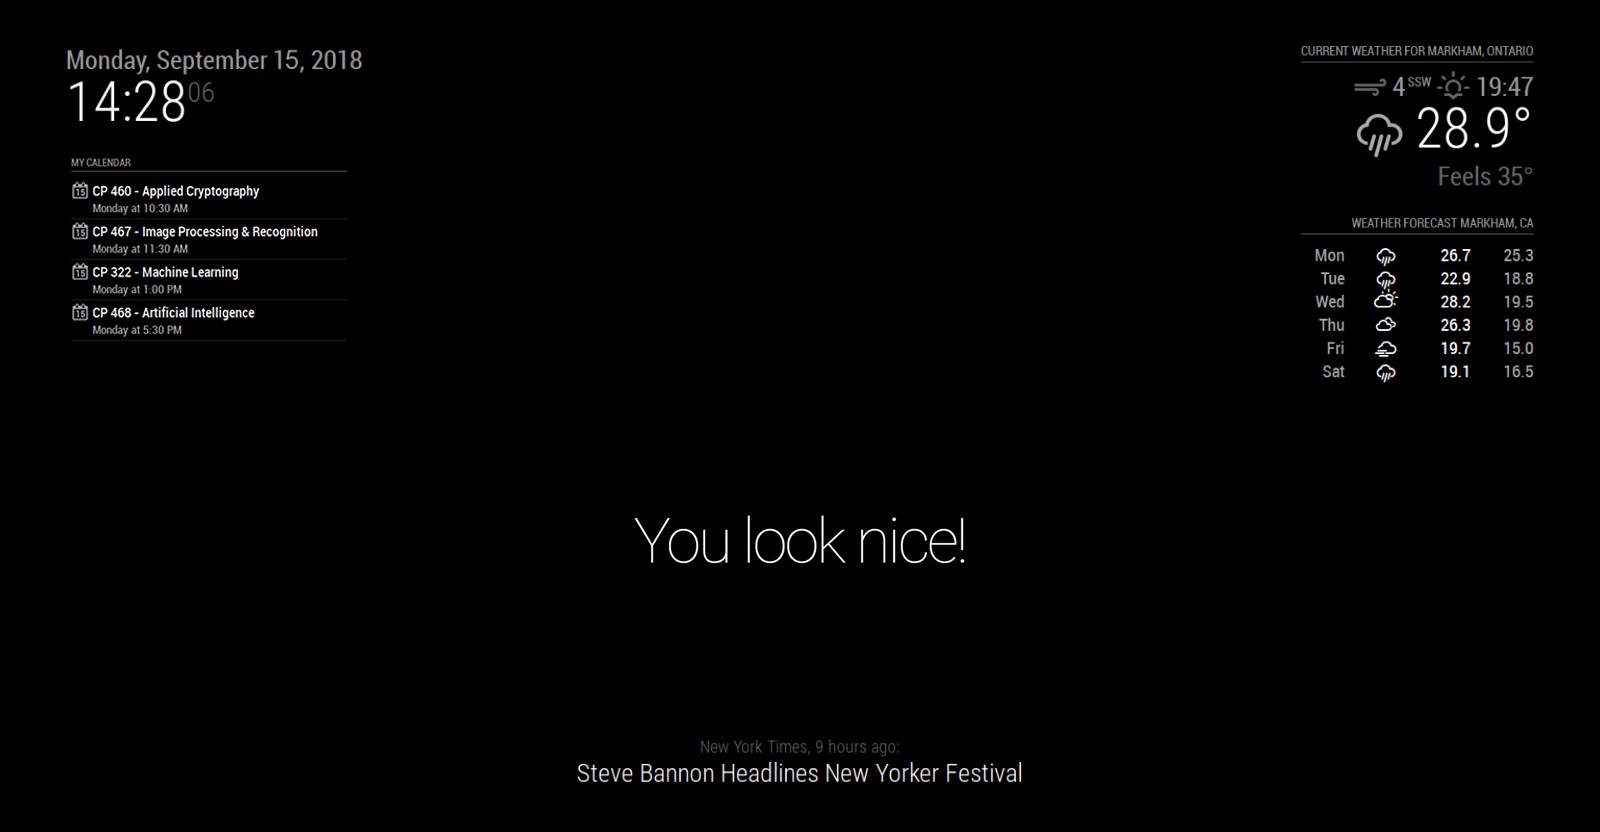 Monday, September 15, 2018
14:28 06
MY CALENDAR
15 CP 460 - Applied Cryptography
Monday at 10:30 AM
15 CP 467 - Image Processing & Recognition
Monday at 11:30 AM
15 CP 322 - Machine Learning
Monday at 1:00 PM
15 CP 468 - Artificial Intelligence
Monday at 5:30 PM
CURRENT WEATHER FOR MARKHAM, ONTARIO
4 SSW 19:47
28.9°
Feels 35°
WEATHER FORECAST MARKHAM, CA
Mon 26.7 25.3
Tue 22.9 18.8
Wed 28.2 19.5
Thu 26.3 19.8
Fri 19.7 15.0
Sat 19.1 16.5
You look nice!
New York Times, 9 hours ago:
Steve Bannon Headlines New Yorker Festival